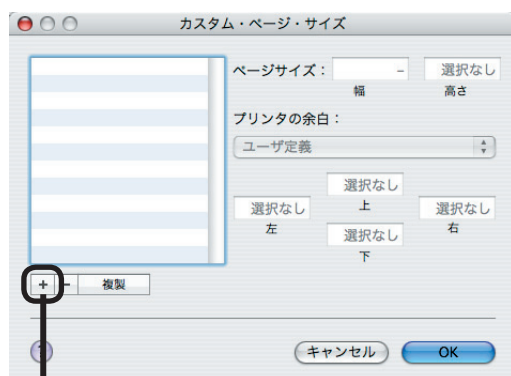 カスタム・ページ・サイズ
ページサイズ： - 選択なし
幅 高さ
プリンタの余白：
ユーザ定義
選択なし
上
選択なし 選択なし
左 右
選択なし
下
+ - 複製
? キャンセル OK